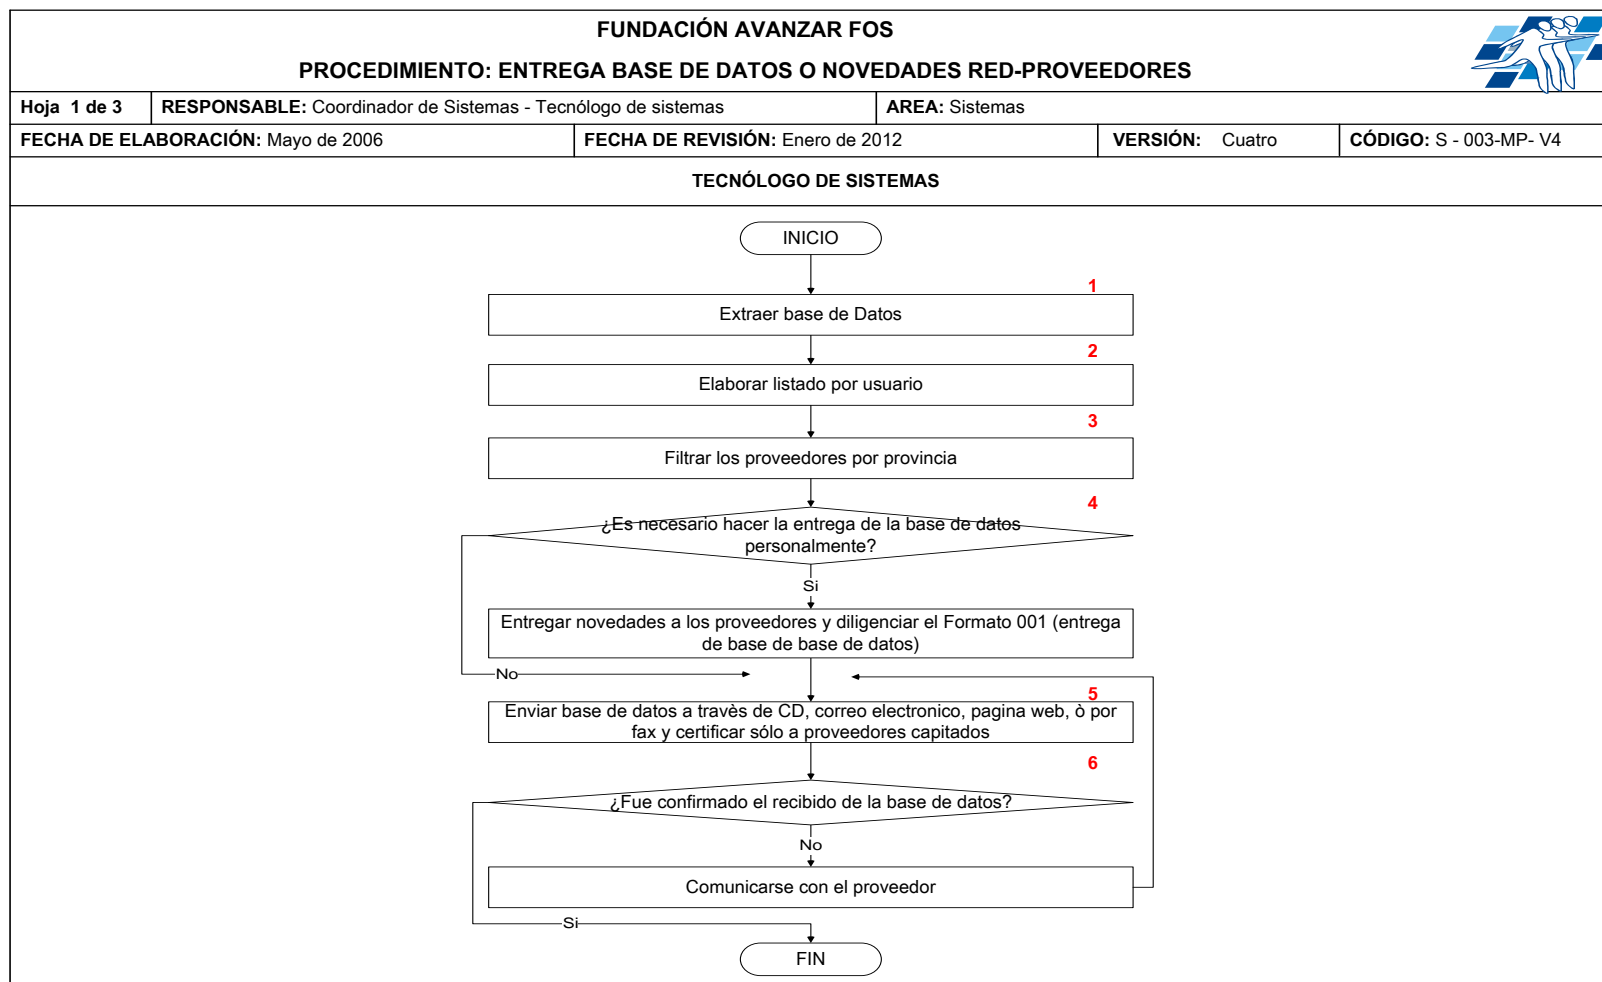 FUNDACIÓN AVANZAR FOS
PROCEDIMIENTO: ENTREGA BASE DE DATOS O NOVEDADES RED-PROVEEDORES
Hoja 1 de 3 RESPONSABLE: Coordinador de Sistemas - Tecnólogo de sistemas AREA: Sistemas
FECHA DE ELABORACIÓN: Mayo de 2006 FECHA DE REVISIÓN: Enero de 2012 VERSIÓN: Cuatro CÓDIGO: S - 003-MP- V4
TECNÓLOGO DE SISTEMAS
INICIO
1
Extraer base de Datos
2
Elaborar listado por usuario
3
Filtrar los proveedores por provincia
4
¿Es necesario hacer la entrega de la base de datos
personalmente?
Si
Entregar novedades a los proveedores y diligenciar el Formato 001 (entrega
de base de base de datos)
No
5
Enviar base de datos a travès de CD, correo electronico, pagina web, ò por
fax y certificar sólo a proveedores capitados
6
¿Fue confirmado el recibido de la base de datos?
No
Comunicarse con el proveedor
Si
FIN